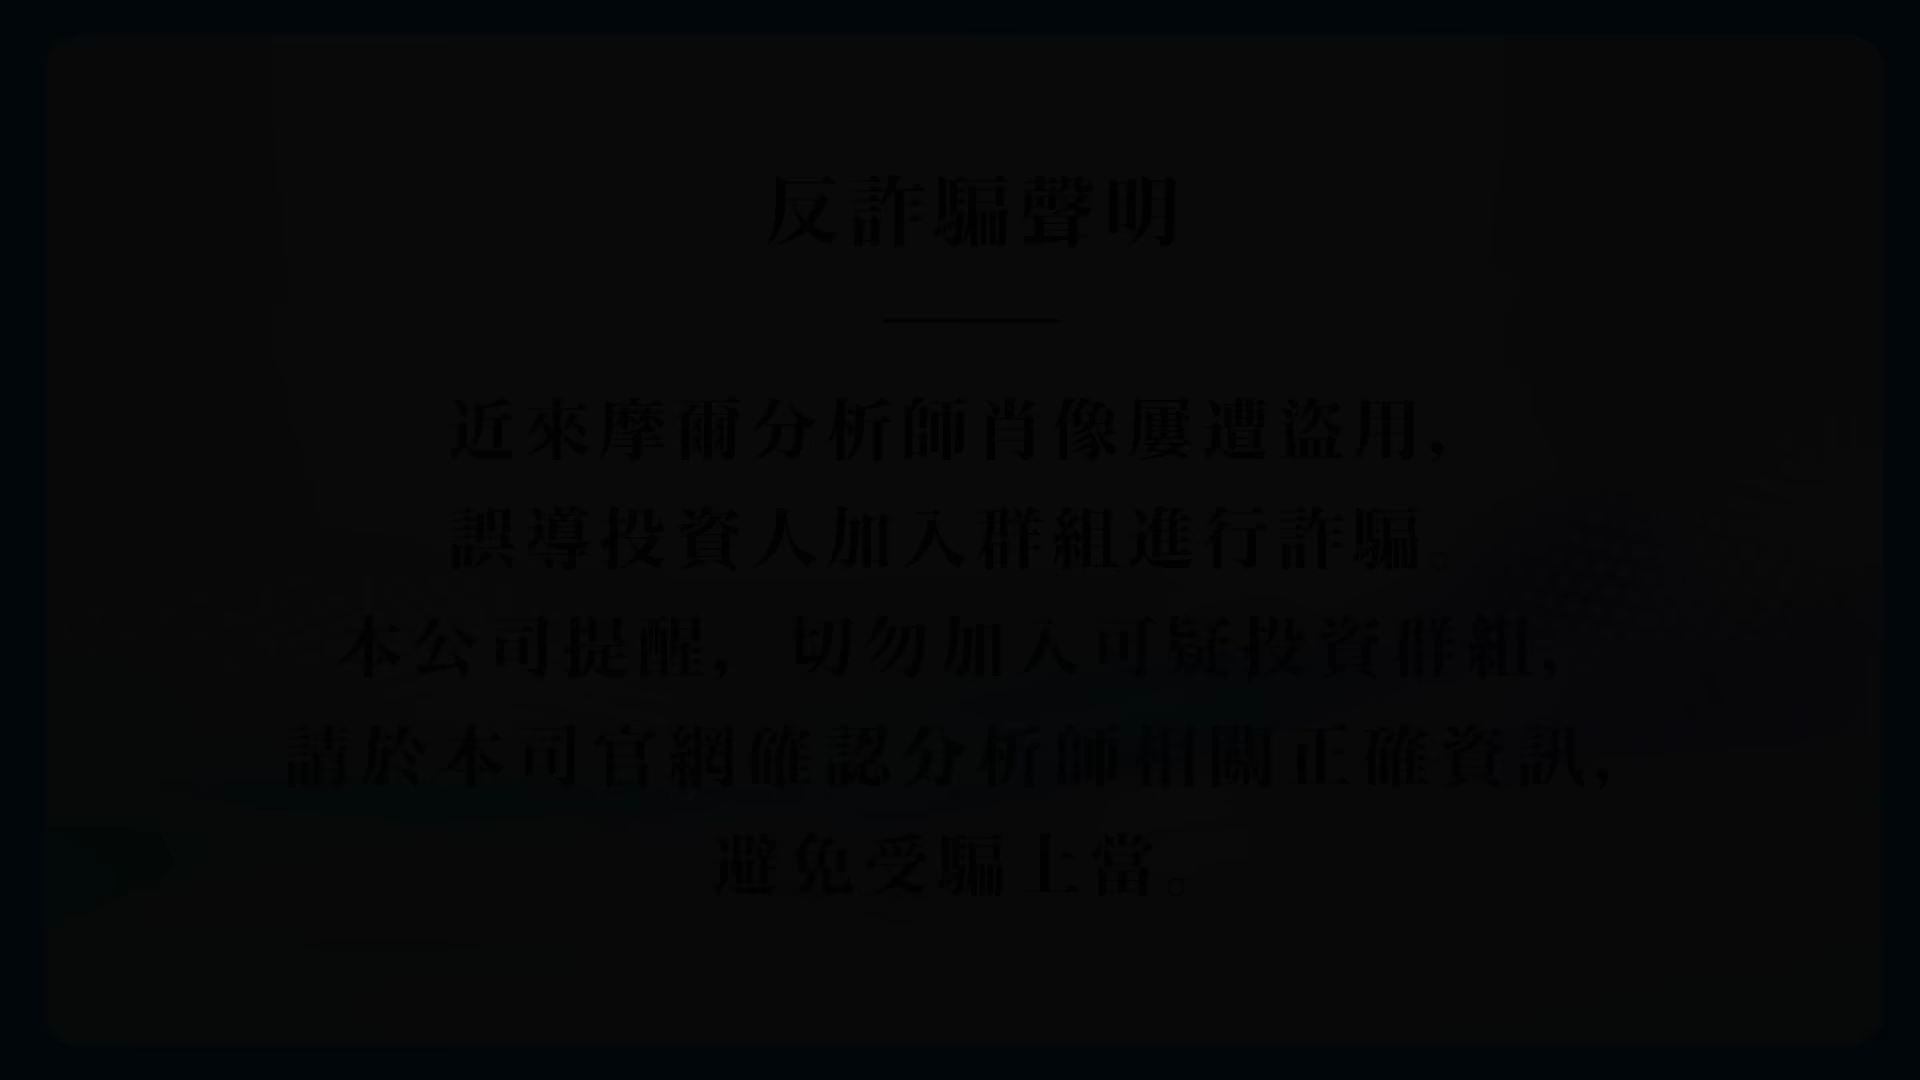 反詐騙聲明
近來摩爾分析師肖像屢遭盜用，
誤導投資人加入群組進行詐騙。
本公司提醒，切勿加入可疑投資群組，
請於本司官網確認分析師相關正確資訊，
避免受騙上當。